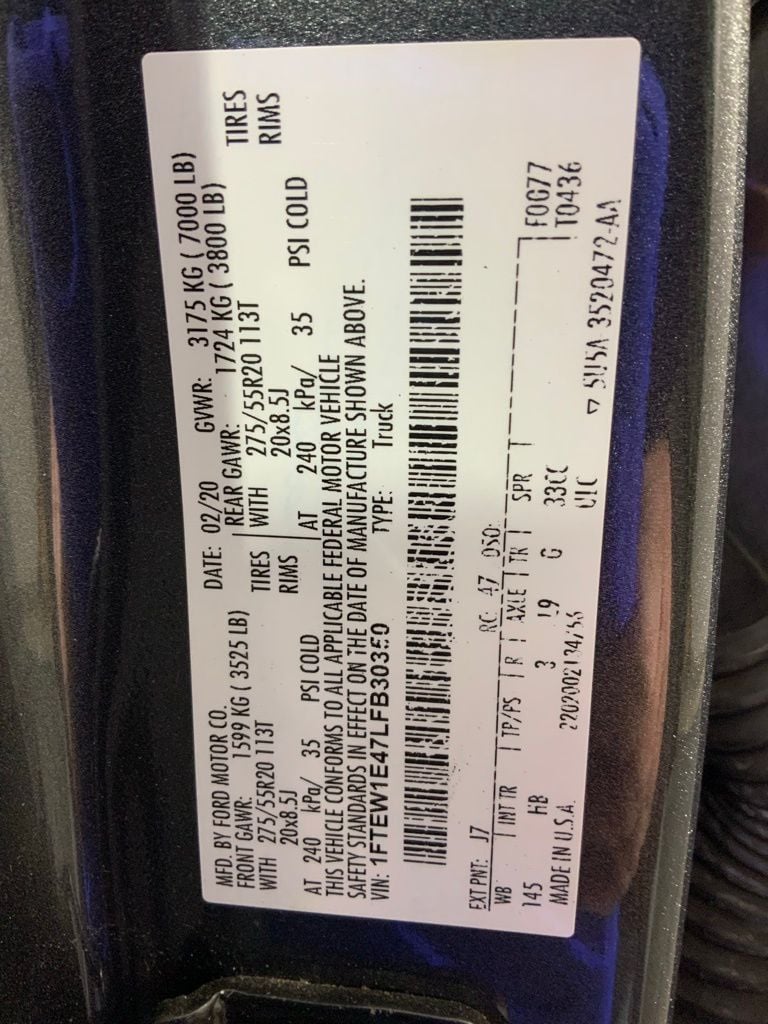 MFD. BY FORD MOTOR CO. DATE: 02/20 GVWR: 3175 KG ( 7000 LB)
FRONT GAWR: 1599 KG ( 3525 LB) REAR GAWR: 1724 KG ( 3800 LB)
WITH 275/55R20 113T TIRES WITH 275/55R20 113T TIRES
20x8.5J RIMS 20x8.5J RIMS
AT 240 kPa/ 35 PSI COLD AT 240 kPa/ 35 PSI COLD
THIS VEHICLE CONFORMS TO ALL APPLICABLE FEDERAL MOTOR VEHICLE
SAFETY STANDARDS IN EFFECT ON THE DATE OF MANUFACTURE SHOWN ABOVE.
VIN: 1FTEW1E47LFB30350 TYPE: Truck
EXT PNT: J7 RC: 47 DSO: F0G77
WB INT TR TP/PS R AXLE TR SPR T0436
145 HB 3 19 G 33CC
MADE IN U.S.A. UTC
3520472-AA